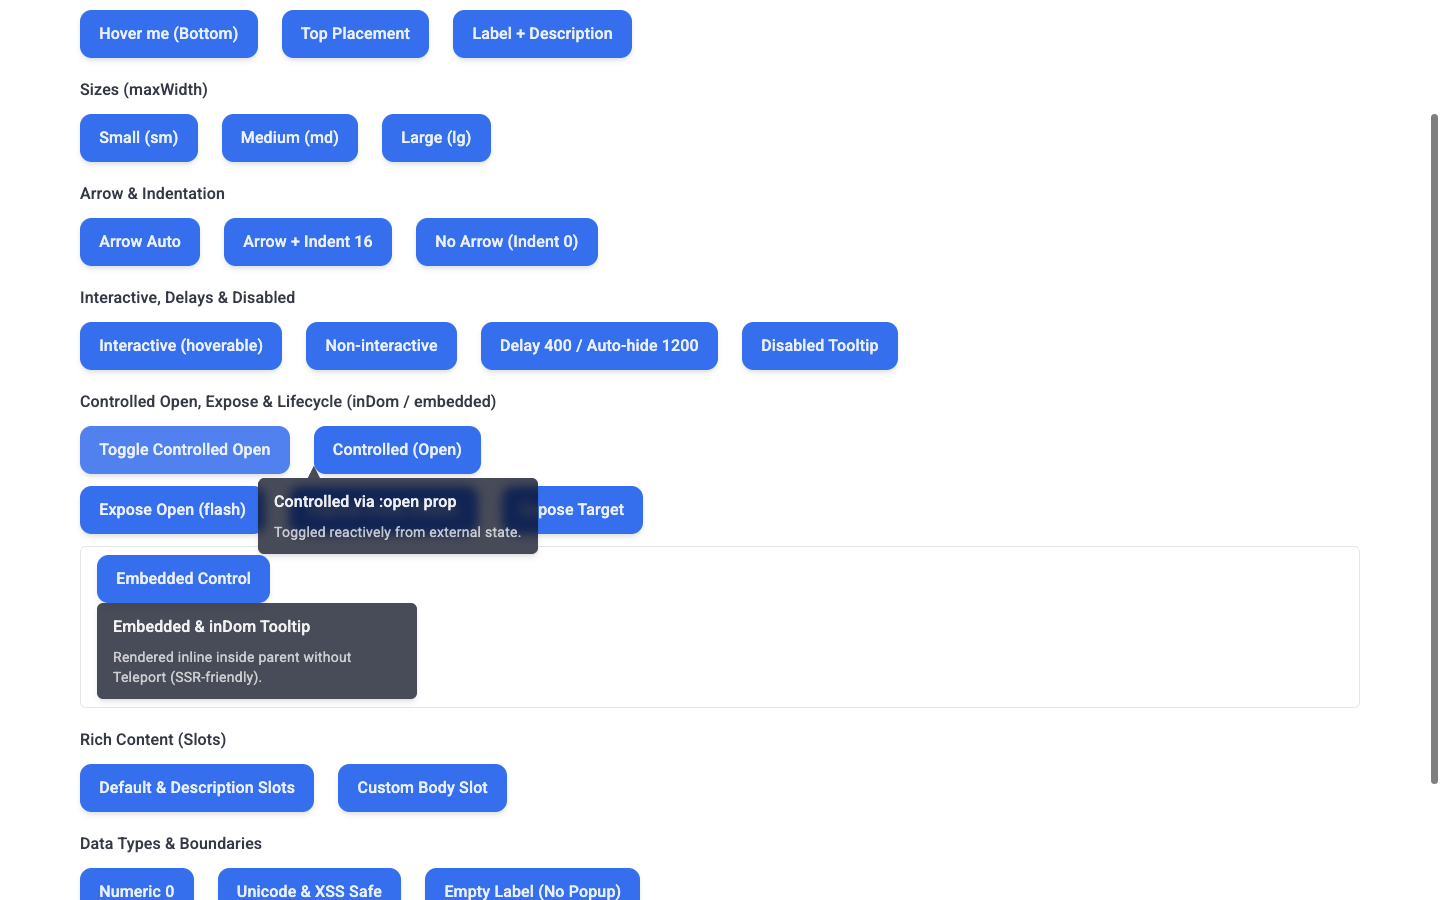 Hover me (Bottom)
Top Placement
Label + Description
Sizes (maxWidth)
Small (sm)
Medium (md)
Large (lg)
Arrow & Indentation
Arrow Auto
Arrow + Indent 16
No Arrow (Indent 0)
Interactive, Delays & Disabled
Interactive (hoverable)
Non-interactive
Delay 400 / Auto-hide 1200
Disabled Tooltip
Controlled Open, Expose & Lifecycle (inDom / embedded)
Toggle Controlled Open
Controlled (Open)
Expose Open (flash)
Controlled via :open prop
Toggled reactively from external state.
pose Target
Embedded Control
Embedded & inDom Tooltip
Rendered inline inside parent without
Teleport (SSR-friendly).
Rich Content (Slots)
Default & Description Slots
Custom Body Slot
Data Types & Boundaries
Numeric 0
Unicode & XSS Safe
Empty Label (No Popup)